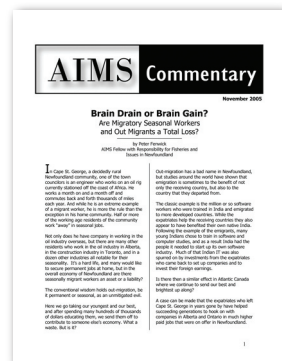 AIMS Commentary
November 2005
Brain Drain or Brain Gain?
Are Migratory Seasonal Workers
and Out Migrants a Total Loss?
by Peter Fenwick
AIMS Fellow with Responsibility for Fisheries and
Issues in Newfoundland
In Cape St. George, a decidedly rural
Newfoundland community, one of the town
councilors is an engineer who works on an oil rig
currently stationed off the coast of Africa. He
works a month on and a month off and
commutes back and forth thousands of miles
each year. And while he is an extreme example
of a migrant worker, he is more the rule than the
exception in his home community. Half or more
of the working age residents of the community
work "away" in seasonal jobs.
Not only does he have company in working in the
oil industry overseas, but there are many other
residents who work in the oil industry in Alberta,
in the construction industry in Toronto, and in a
dozen other industries all notable for their
seasonality. It's a hard life, and many would like
to secure permanent jobs at home, but in the
overall economy of Newfoundland are there
seasonally migrant workers an asset or a liability?
The conventional wisdom holds out-migration, be
it permanent or seasonal, as an unmitigated evil.
Here we go taking our youngest and our best,
and after spending many hundreds of thousands
of dollars educating them, we send them off to
contribute to someone else's economy. What a
waste. But is it?
Out migration has a bad name in Newfoundland,
but studies around the world have shown that
emigration is sometimes to the benefit of not
only the receiving country, but also to the
country that they departed from.
The classic example is the million or so software
workers who were trained in India and emigrated
to more developed countries. While the
expatriates help the receiving countries they also
appear to have benefited their own native India.
Following the example of the emigrants, many
young Indians chose to train in software and
computer studies, and as a result India had the
people it needed to start up its own software
industry. Much of that Indian IT was also
spurred on by investments from the expatriates
who came back to set up companies and to
invest their foreign earnings.
Is there then a similar effect in Atlantic Canada
where we continue to send our best and
brightest up along?
A case can be made that the expatriates who left
Cape St. George in years gone by have helped
succeeding generations to hook on with
companies in Alberta and Ontario in much higher
paid jobs that were on offer in Newfoundland.
1